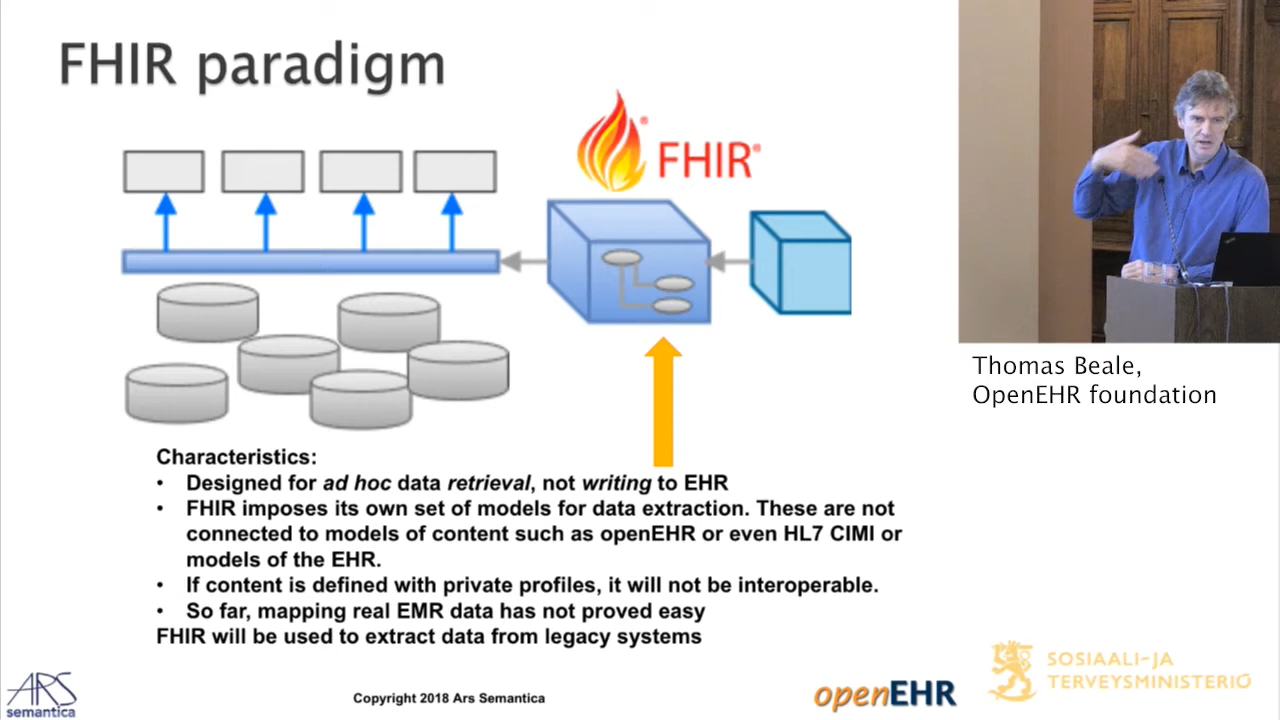 FHIR paradigm
FHIR®
Thomas Beale,
OpenEHR foundation
Characteristics:
• Designed for ad hoc data retrieval, not writing to EHR
• FHIR imposes its own set of models for data extraction. These are not
connected to models of content such as openEHR or even HL7 CIMI or
models of the EHR.
• If content is defined with private profiles, it will not be interoperable.
• So far, mapping real EMR data has not proved easy
FHIR will be used to extract data from legacy systems
ARS
semantica
Copyright 2018 Ars Semantica
openEHR
SOSIAALI-JA
TERVEYSMINISTERIÖ